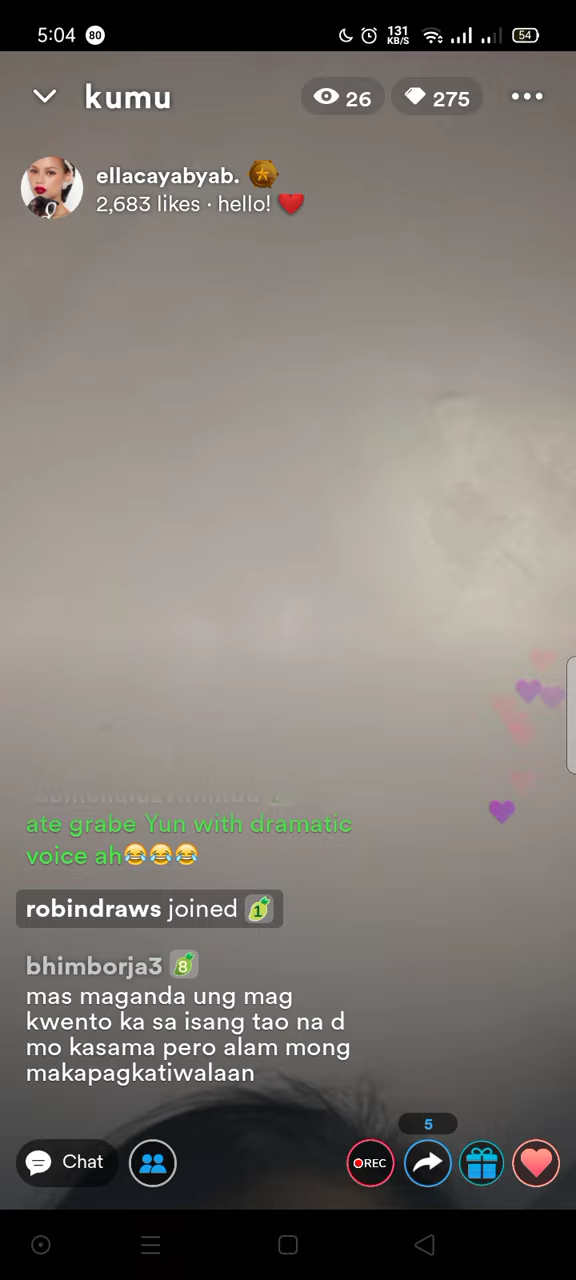 5:04 80 131 KB/S 54
kumu 26 275
ellacayabyab.
2,683 likes · hello! ❤️
ate grabe Yun with dramatic
voice ah😂😂😂
robindraws joined 1
bhimborja3 8
mas maganda ung mag
kwento ka sa isang tao na d
mo kasama pero alam mong
makapagkatiwalaan
5
Chat REC